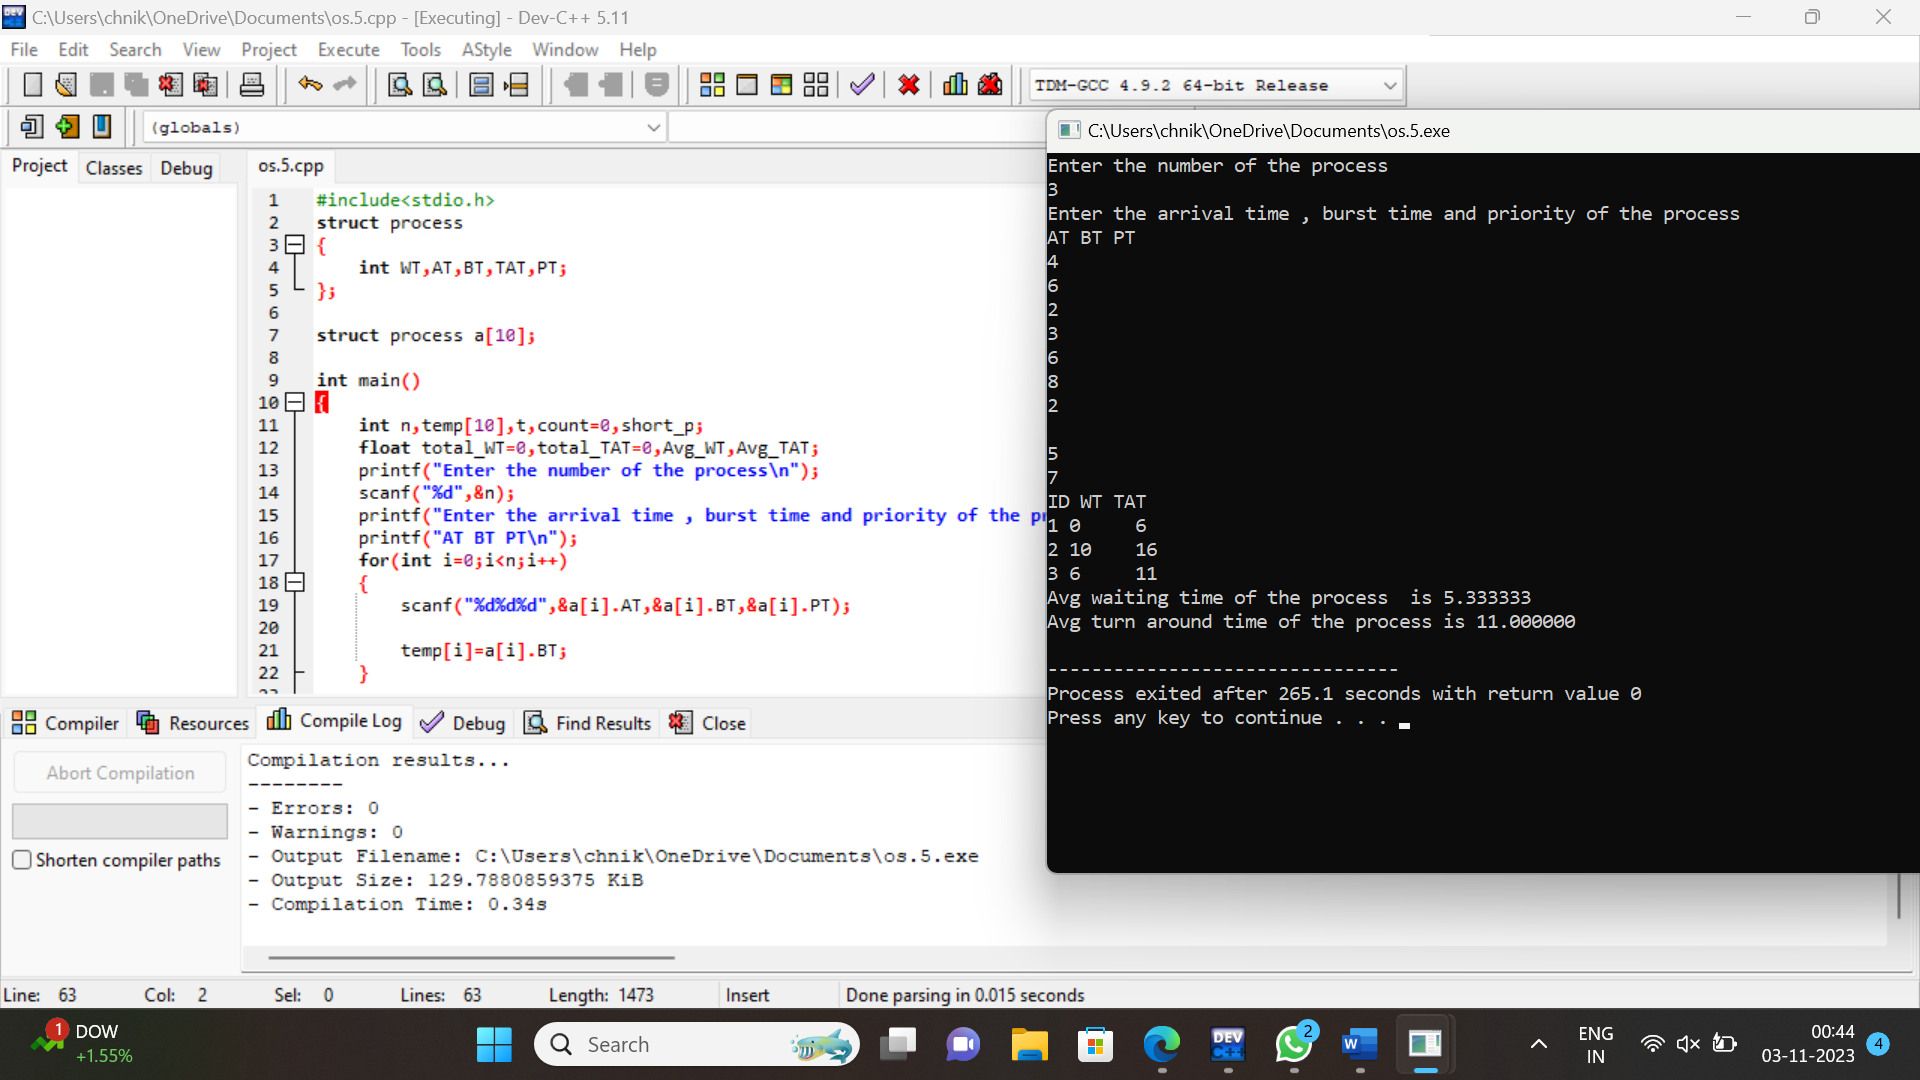 C:\Users\chnik\OneDrive\Documents\os.5.cpp - [Executing] - Dev-C++ 5.11
File Edit Search View Project Execute Tools AStyle Window Help
TDM-GCC 4.9.2 64-bit Release
(globals)
Project Classes Debug
os.5.cpp
1 #include<stdio.h>
2 struct process
3 {
4 int WT,AT,BT,TAT,PT;
5 };
6
7 struct process a[10];
8
9 int main()
10 {
11 int n,temp[10],t,count=0,short_p;
12 float total_WT=0,total_TAT=0,Avg_WT,Avg_TAT;
13 printf("Enter the number of the process\n");
14 scanf("%d",&n);
15 printf("Enter the arrival time , burst time and priority of the pr
16 printf("AT BT PT\n");
17 for(int i=0;i<n;i++)
18 {
19 scanf("%d%d%d",&a[i].AT,&a[i].BT,&a[i].PT);
20
21 temp[i]=a[i].BT;
22 }
C:\Users\chnik\OneDrive\Documents\os.5.exe
Enter the number of the process
3
Enter the arrival time , burst time and priority of the process
AT BT PT
4
6
2
3
6
8
2
5
7
ID WT TAT
1 0 6
2 10 16
3 6 11
Avg waiting time of the process is 5.333333
Avg turn around time of the process is 11.000000
--------------------------------
Process exited after 265.1 seconds with return value 0
Press any key to continue . . .
Compiler Resources Compile Log Debug Find Results Close
Abort Compilation
Shorten compiler paths
Compilation results...
--------
- Errors: 0
- Warnings: 0
- Output Filename: C:\Users\chnik\OneDrive\Documents\os.5.exe
- Output Size: 129.7880859375 KiB
- Compilation Time: 0.34s
Line: 63 Col: 2 Sel: 0 Lines: 63 Length: 1473 Insert Done parsing in 0.015 seconds
1
DOW
+1.55%
Search
DEV
C++
2
W
ENG
IN
00:44
03-11-2023
4